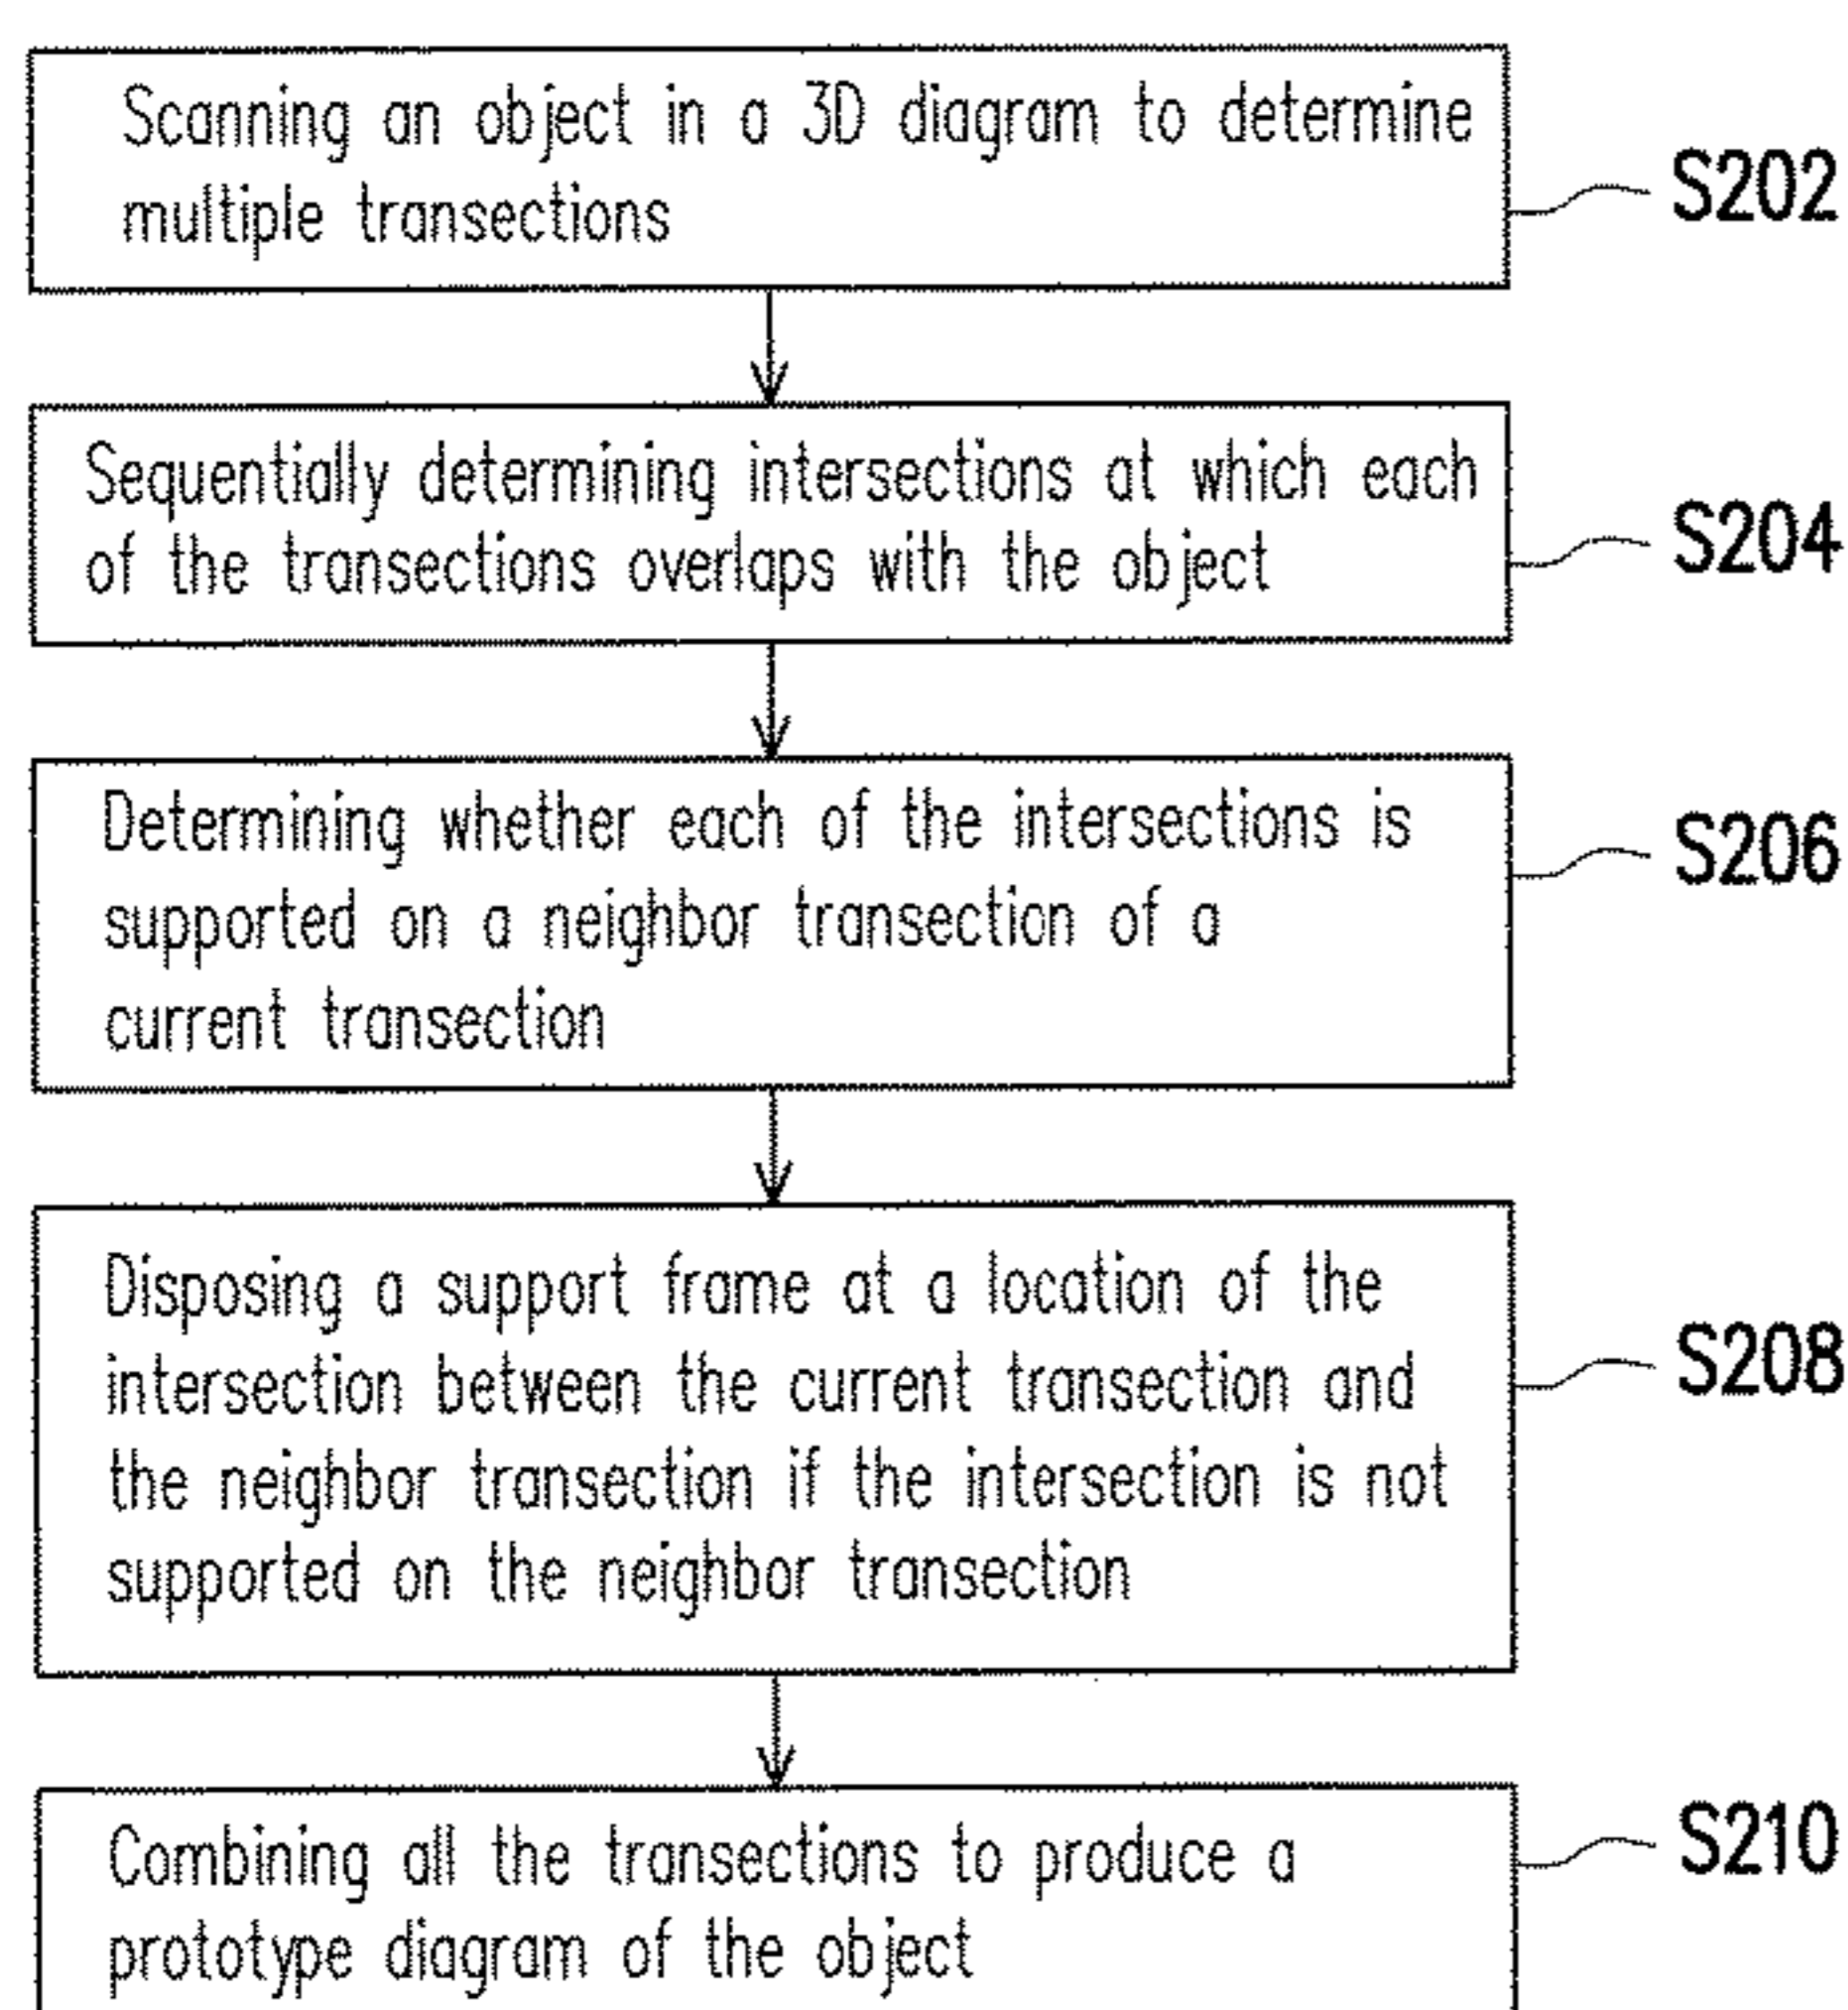 Scanning an object in a 3D diagram to determine
multiple transections
S202
Sequentially determining intersections at which each
of the transections overlaps with the object
S204
Determining whether each of the intersections is
supported on a neighbor transection of a
current transection
S206
Disposing a support frame at a location of the
intersection between the current transection and
the neighbor transection if the intersection is not
supported on the neighbor transection
S208
Combining all the transections to produce a
prototype diagram of the object
S210